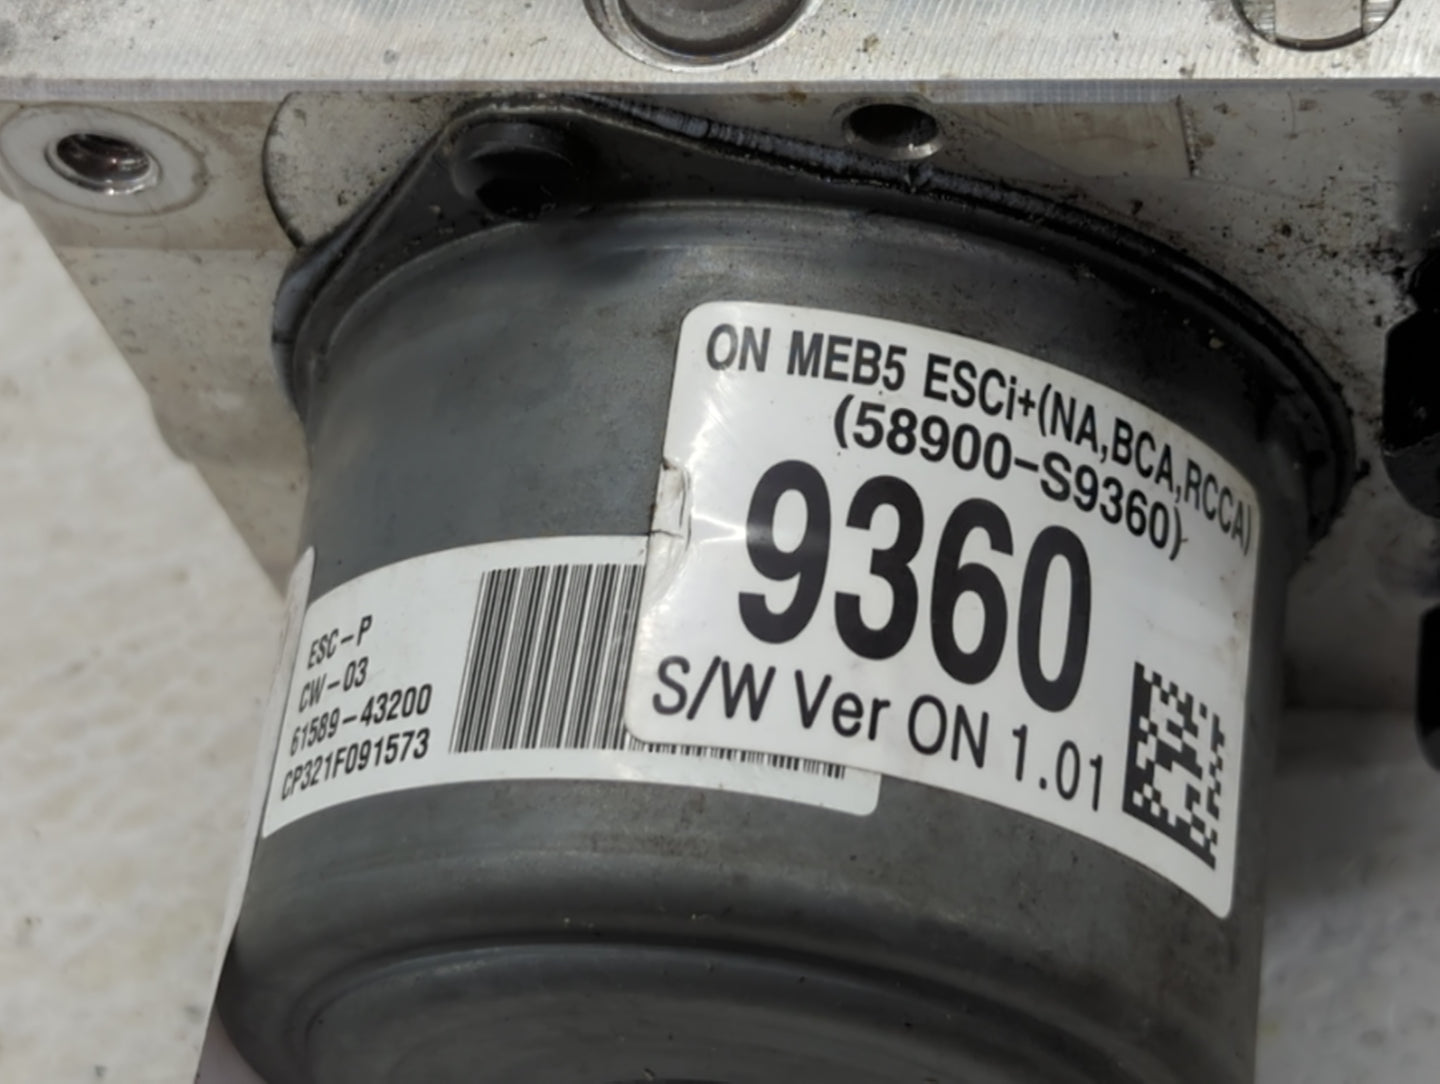 ON MEB5 ESCi+(NA,BCA,RCCA)
(58900-S9360)
9360
S/W Ver ON 1.01
ESC-P
CW-03
61589-43200
CP321F091573